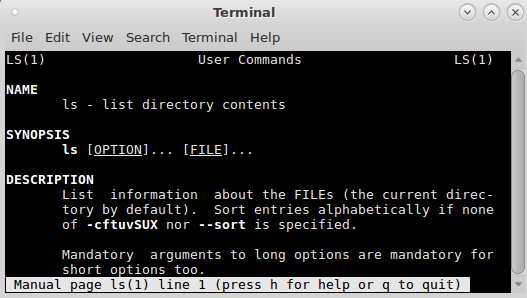 Terminal
File Edit View Search Terminal Help
LS(1) User Commands LS(1)
NAME
ls - list directory contents
SYNOPSIS
ls [OPTION]... [FILE]...
DESCRIPTION
List information about the FILEs (the current direc-
tory by default). Sort entries alphabetically if none
of -cftuvSUX nor --sort is specified.
Mandatory arguments to long options are mandatory for
short options too.
Manual page ls(1) line 1 (press h for help or q to quit)